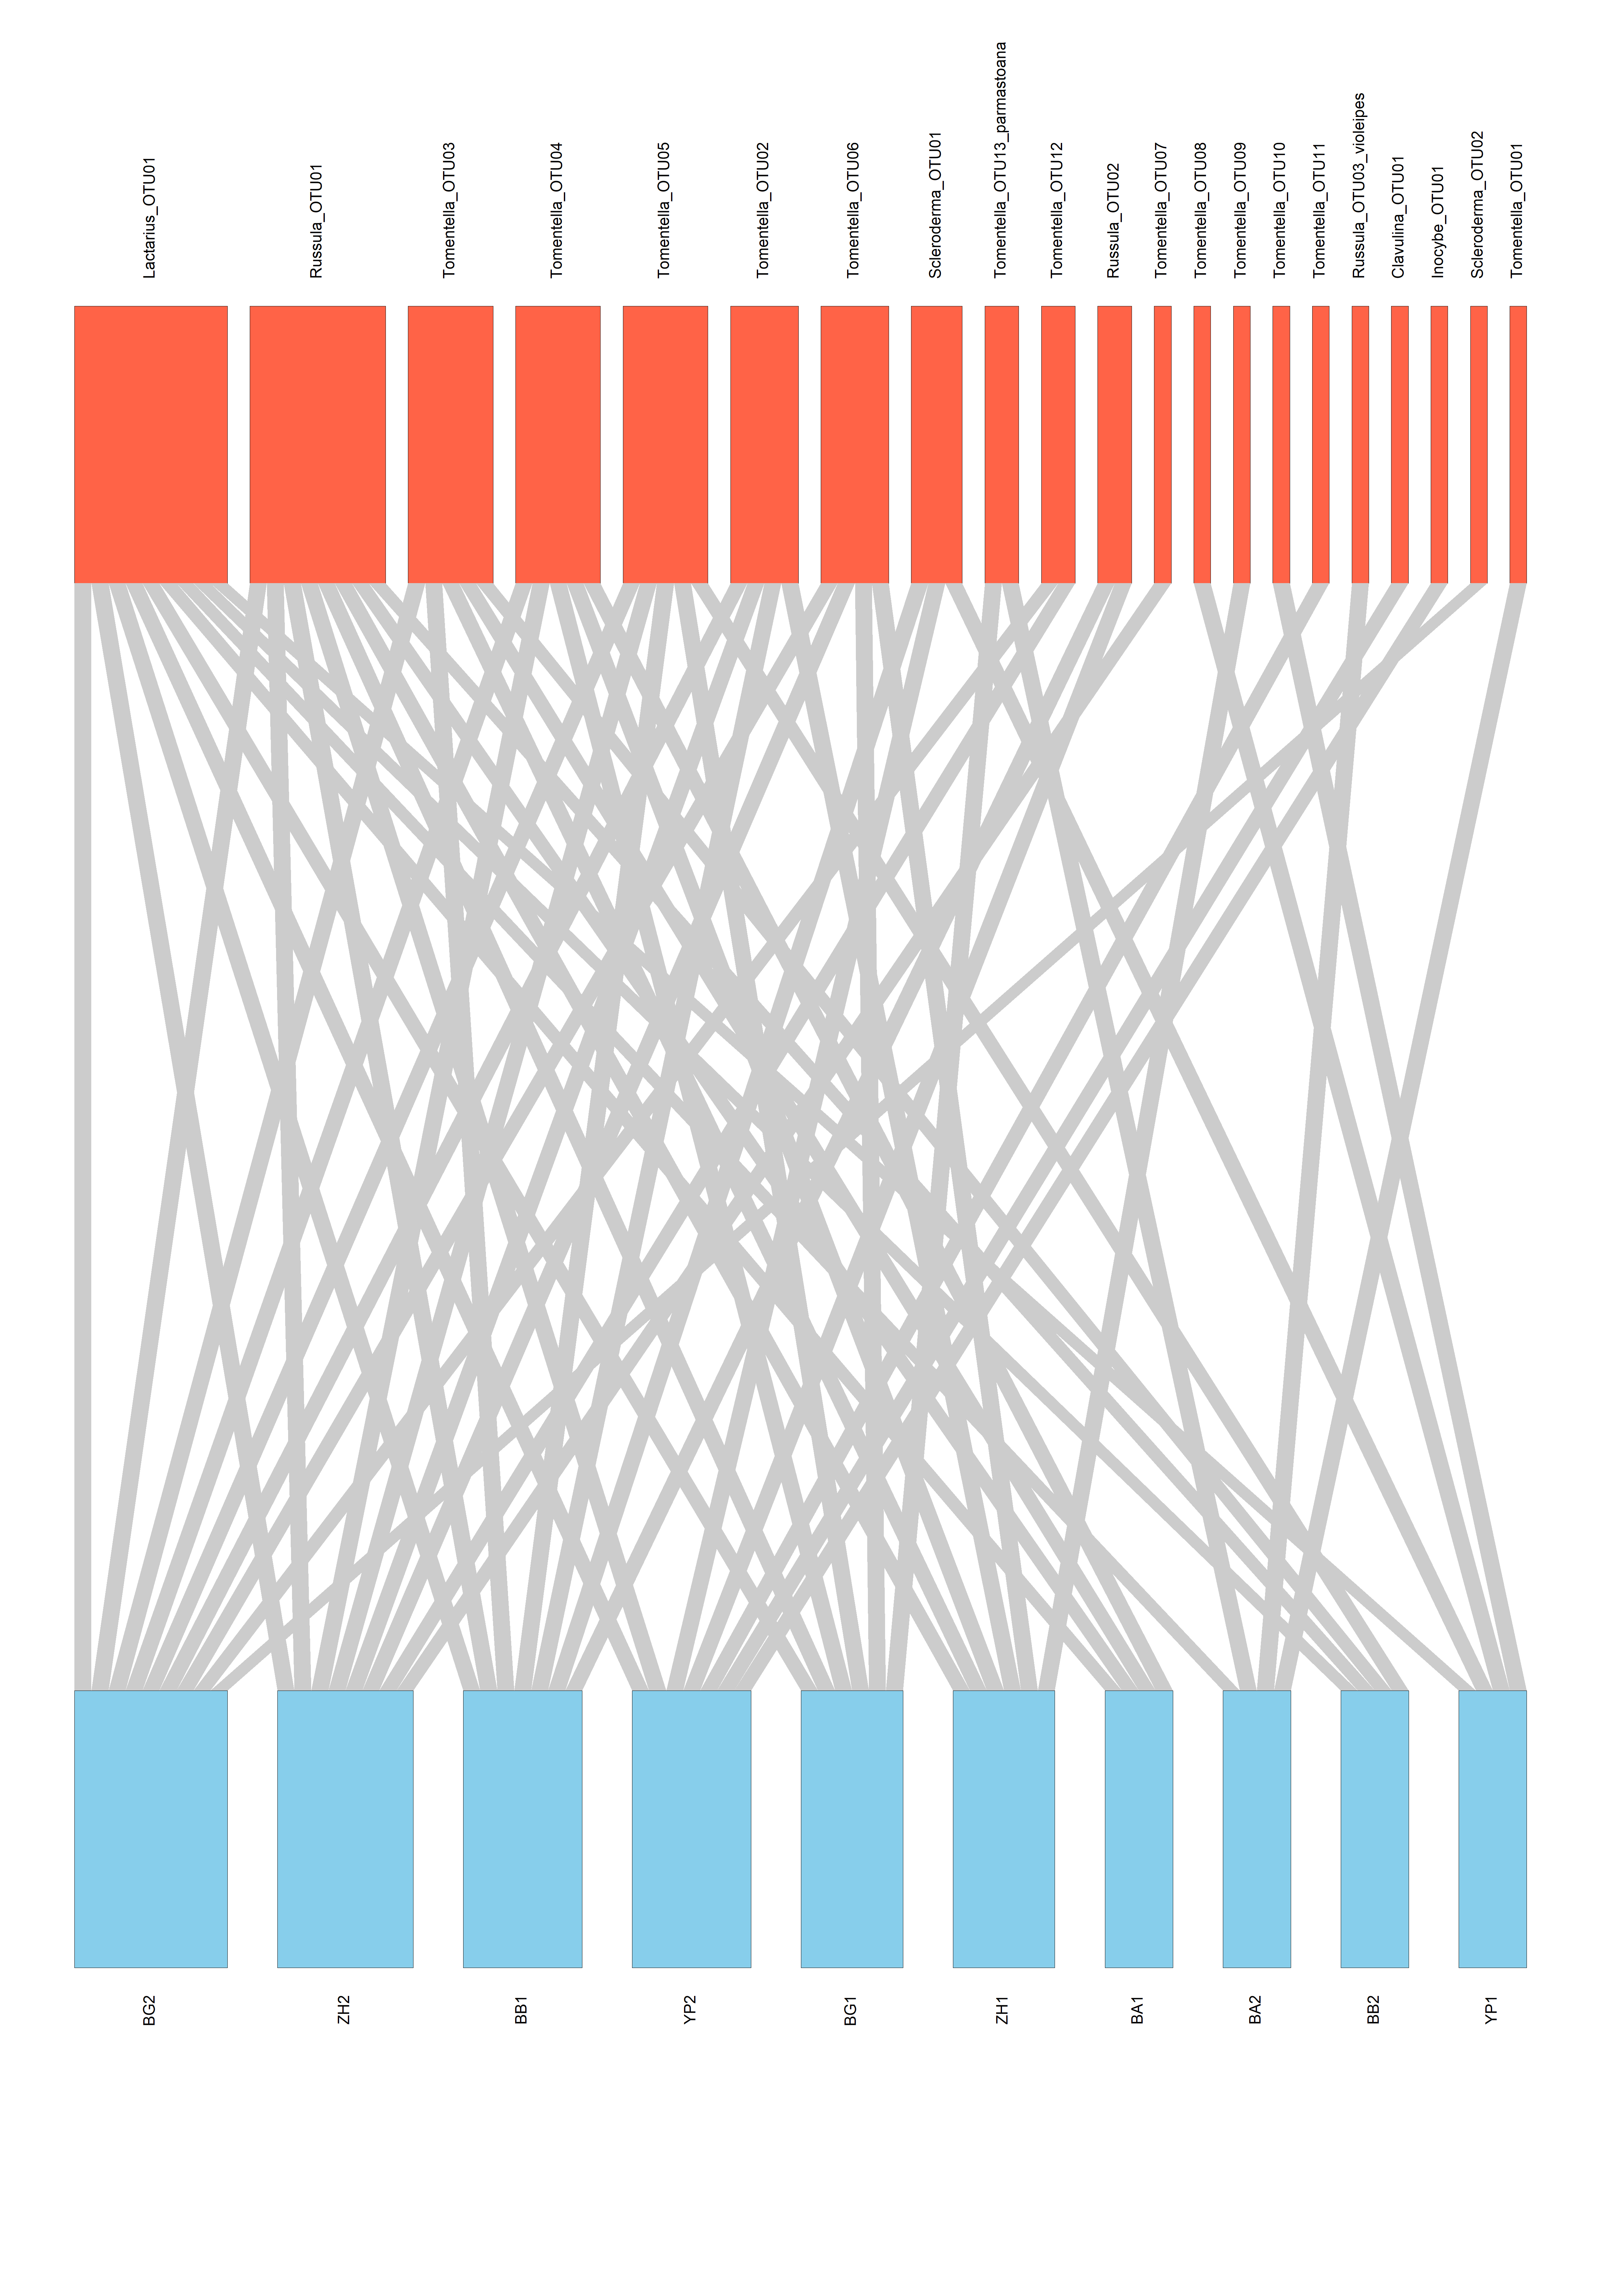 Lactarius_OTU01
Russula_OTU01
Tomentella_OTU03
Tomentella_OTU04
Tomentella_OTU05
Tomentella_OTU02
Tomentella_OTU06
Scleroderma_OTU01
Tomentella_OTU13_parmastoana
Tomentella_OTU12
Russula_OTU02
Tomentella_OTU07
Tomentella_OTU08
Tomentella_OTU09
Tomentella_OTU10
Tomentella_OTU11
Russula_OTU03_violeipes
Clavulina_OTU01
Inocybe_OTU01
Scleroderma_OTU02
Tomentella_OTU01
BG2
ZH2
BB1
YP2
BG1
ZH1
BA1
BA2
BB2
YP1